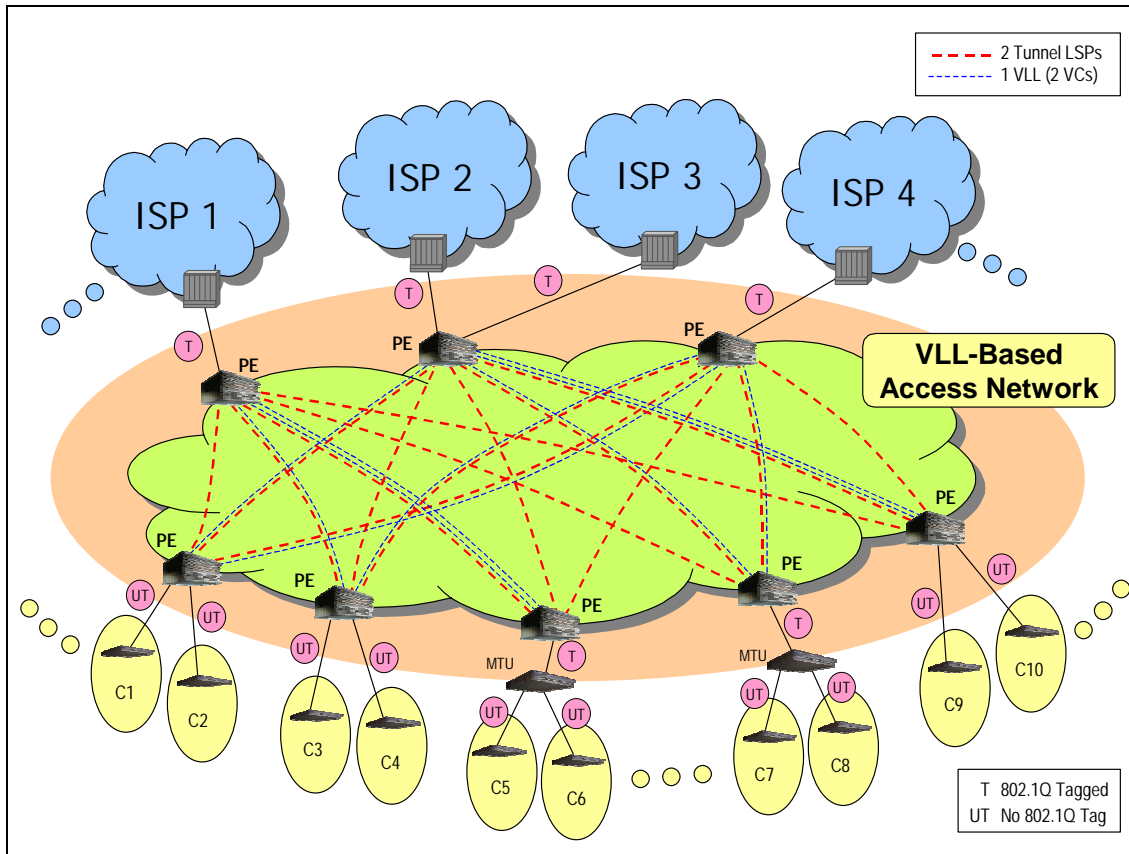 2 Tunnel LSPs
1 VLL (2 VCs)
ISP 1
ISP 2
ISP 3
ISP 4
T
T
T
T
PE
PE
PE
VLL-Based
Access Network
PE
PE
PE
PE
PE
UT
UT
UT
UT
T
MTU
T
MTU
UT
UT
UT
UT
UT
UT
C1
C2
C3
C4
C5
C6
C7
C8
C9
C10
T 802.1Q Tagged
UT No 802.1Q Tag